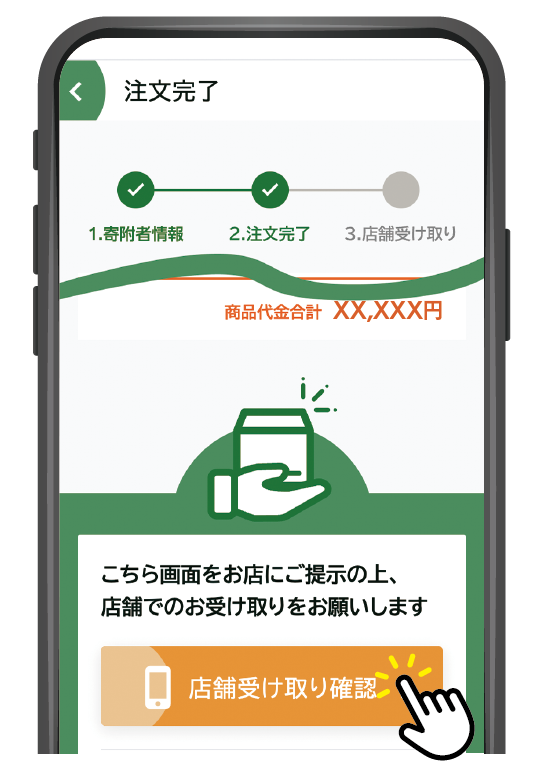 注文完了
1.寄附者情報 2.注文完了 3.店舗受け取り
商品代金合計 XX,XXX円
こちら画面をお店にご提示の上、
店舗でのお受け取りをお願いします
店舗受け取り確認